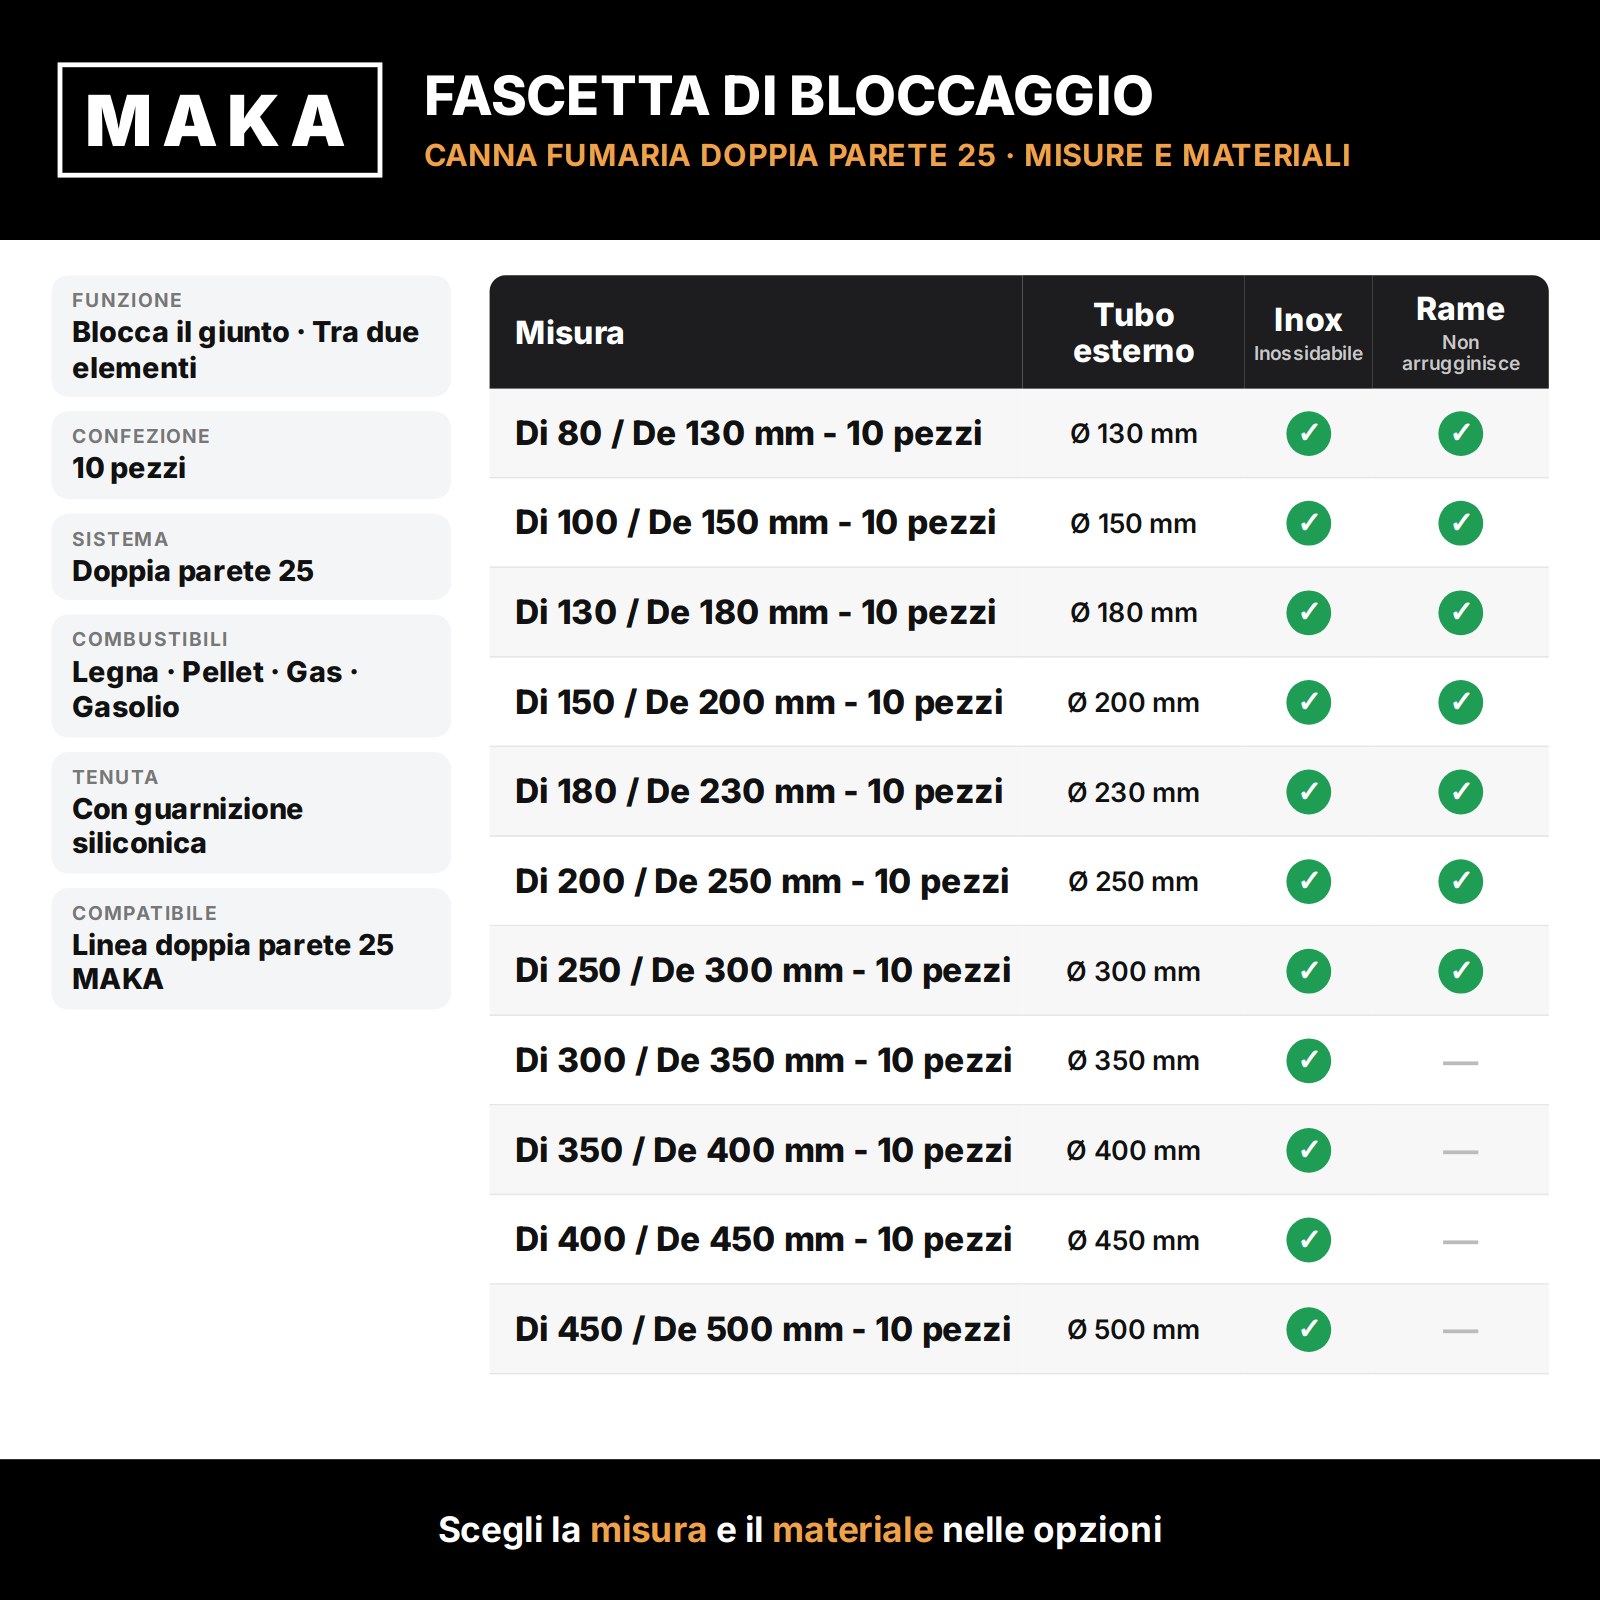 MAKA
FASCETTA DI BLOCCAGGIO
CANNA FUMARIA DOPPIA PARETE 25 · MISURE E MATERIALI
FUNZIONE
Blocca il giunto · Tra due
elementi
CONFEZIONE
10 pezzi
SISTEMA
Doppia parete 25
COMBUSTIBILI
Legna · Pellet · Gas ·
Gasolio
TENUTA
Con guarnizione
siliconica
COMPATIBILE
Linea doppia parete 25
MAKA
Misura
Tubo
esterno
Inox
Inossidabile
Rame
Non
arrugginisce
Di 80 / De 130 mm - 10 pezzi Ø 130 mm ✓ ✓
Di 100 / De 150 mm - 10 pezzi Ø 150 mm ✓ ✓
Di 130 / De 180 mm - 10 pezzi Ø 180 mm ✓ ✓
Di 150 / De 200 mm - 10 pezzi Ø 200 mm ✓ ✓
Di 180 / De 230 mm - 10 pezzi Ø 230 mm ✓ ✓
Di 200 / De 250 mm - 10 pezzi Ø 250 mm ✓ ✓
Di 250 / De 300 mm - 10 pezzi Ø 300 mm ✓ ✓
Di 300 / De 350 mm - 10 pezzi Ø 350 mm ✓ —
Di 350 / De 400 mm - 10 pezzi Ø 400 mm ✓ —
Di 400 / De 450 mm - 10 pezzi Ø 450 mm ✓ —
Di 450 / De 500 mm - 10 pezzi Ø 500 mm ✓ —
Scegli la misura e il materiale nelle opzioni